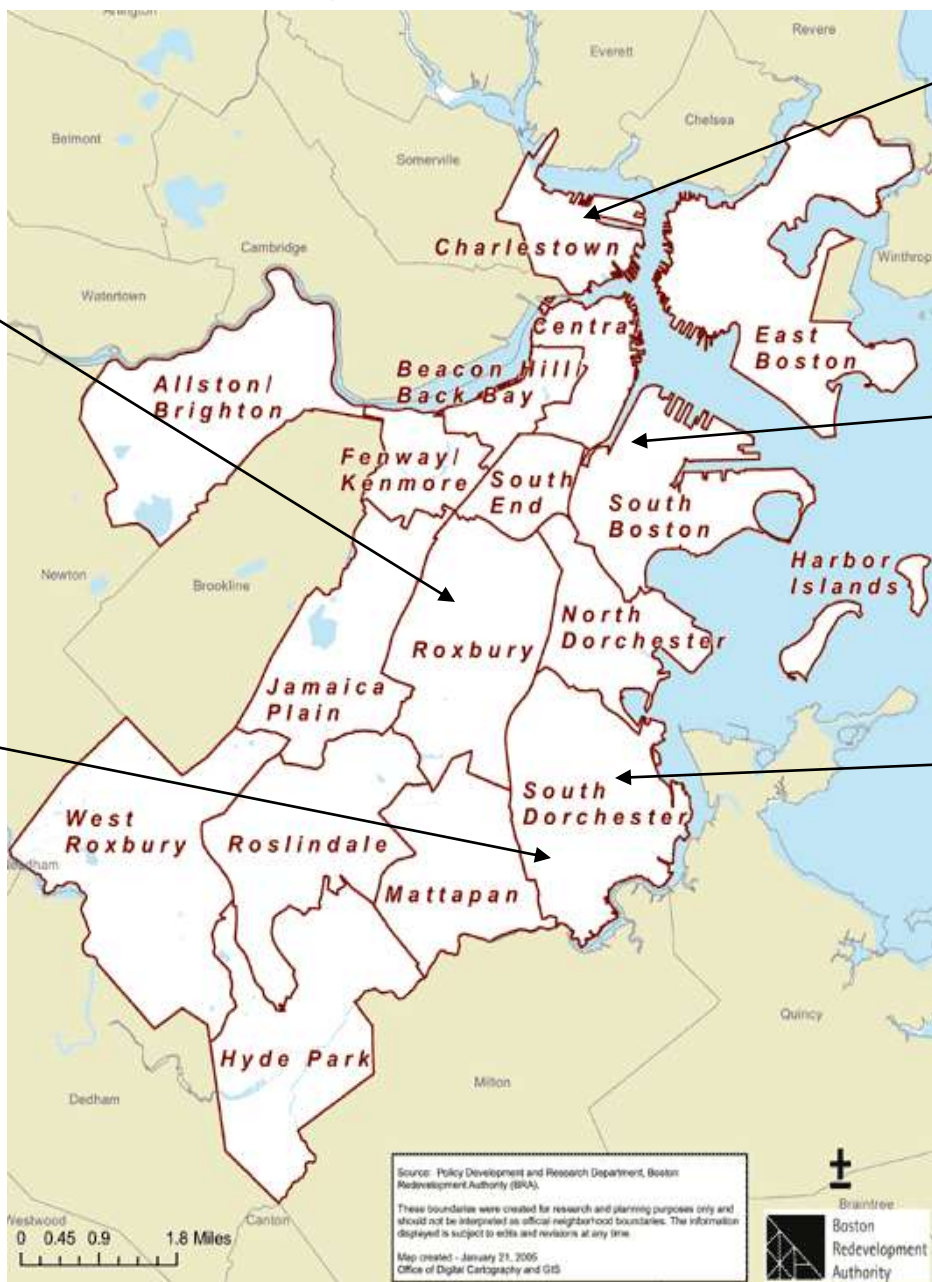 Arlington
Revere
Everett
Belmont
Chelsea
Somerville
Charlestown
Cambridge
Winthrop
Watertown
Central
East
Boston
Beacon Hill/
Back Bay
Allston/
Brighton
Fenway/
Kenmore
South
End
South
Boston
Harbor
Islands
Newton
Brookline
North
Dorchester
Roxbury
Jamaica
Plain
South
Dorchester
West
Roxbury
Roslindale
Needham
Mattapan
Quincy
Hyde Park
Milton
Dedham
Source: Policy Development and Research Department, Boston
Redevelopment Authority (BRA).
These boundaries were created for research and planning purposes only and
should not be interpreted as official neighborhood boundaries. The information
displayed is subject to edits and revisions at any time.
Map created - January 21, 2005
Office of Digital Cartography and GIS
Braintree
Westwood
Canton
0 0.45 0.9 1.8 Miles
Boston
Redevelopment
Authority